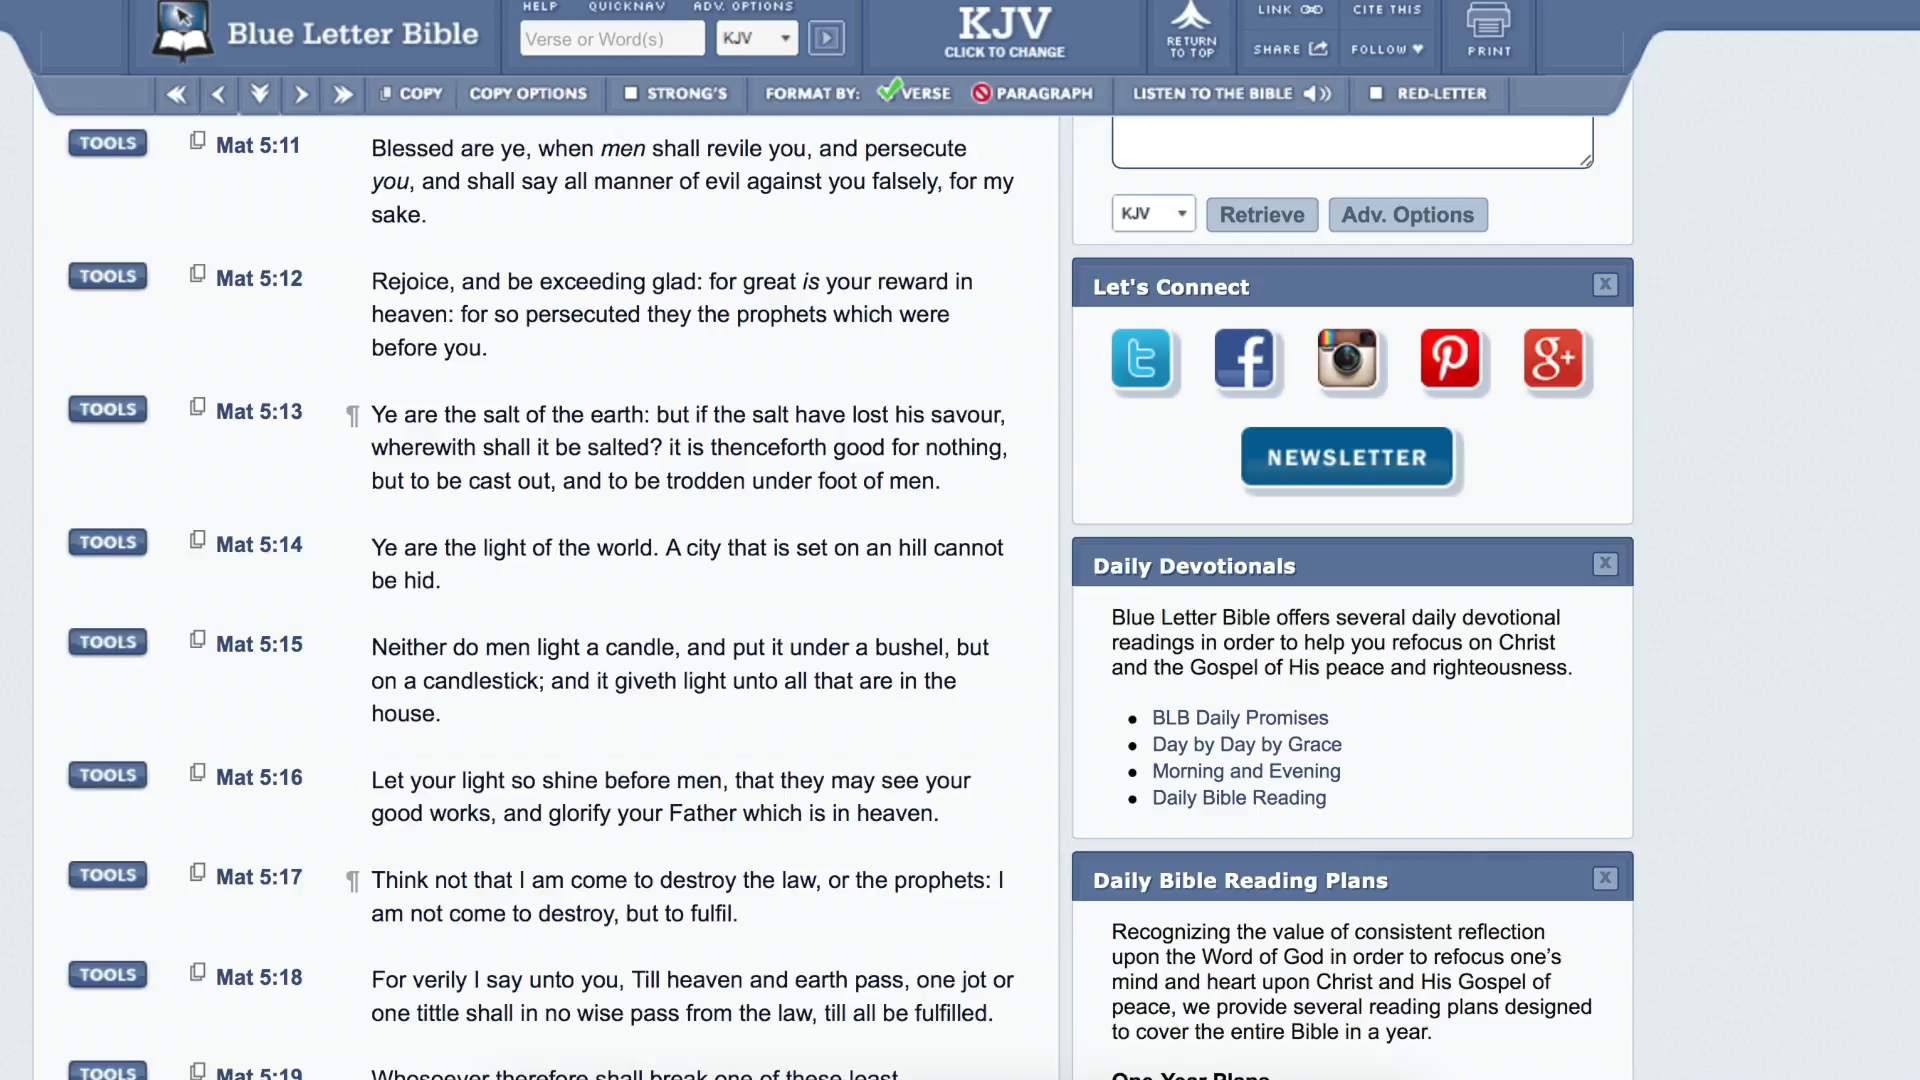 HELP QUICKNAV ADV. OPTIONS
Blue Letter Bible
Verse or Word(s)
KJV
KJV
CLICK TO CHANGE
RETURN
TO TOP
LINK
CITE THIS
SHARE
FOLLOW
PRINT
COPY COPY OPTIONS STRONG'S FORMAT BY: VERSE PARAGRAPH LISTEN TO THE BIBLE RED-LETTER
TOOLS Mat 5:11 Blessed are ye, when men shall revile you, and persecute
you, and shall say all manner of evil against you falsely, for my
sake.
TOOLS Mat 5:12 Rejoice, and be exceeding glad: for great is your reward in
heaven: for so persecuted they the prophets which were
before you.
TOOLS Mat 5:13 ¶ Ye are the salt of the earth: but if the salt have lost his savour,
wherewith shall it be salted? it is thenceforth good for nothing,
but to be cast out, and to be trodden under foot of men.
TOOLS Mat 5:14 Ye are the light of the world. A city that is set on an hill cannot
be hid.
TOOLS Mat 5:15 Neither do men light a candle, and put it under a bushel, but
on a candlestick; and it giveth light unto all that are in the
house.
TOOLS Mat 5:16 Let your light so shine before men, that they may see your
good works, and glorify your Father which is in heaven.
TOOLS Mat 5:17 ¶ Think not that I am come to destroy the law, or the prophets: I
am not come to destroy, but to fulfil.
TOOLS Mat 5:18 For verily I say unto you, Till heaven and earth pass, one jot or
one tittle shall in no wise pass from the law, till all be fulfilled.
TOOLS Mat 5:19 Whosoever therefore shall break one of these least
KJV Retrieve Adv. Options
Let's Connect X
t f P g+
NEWSLETTER
Daily Devotionals X
Blue Letter Bible offers several daily devotional
readings in order to help you refocus on Christ
and the Gospel of His peace and righteousness.
• BLB Daily Promises
• Day by Day by Grace
• Morning and Evening
• Daily Bible Reading
Daily Bible Reading Plans X
Recognizing the value of consistent reflection
upon the Word of God in order to refocus one’s
mind and heart upon Christ and His Gospel of
peace, we provide several reading plans designed
to cover the entire Bible in a year.
One Year Plans